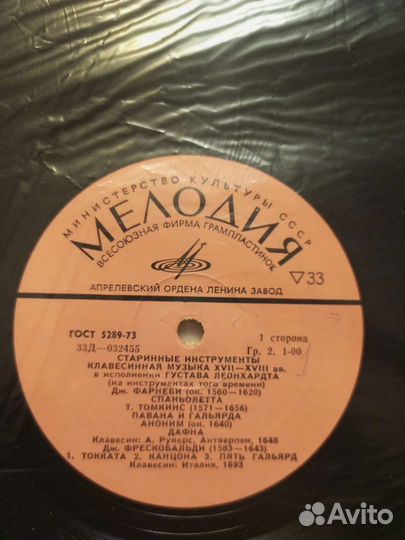 МИНИСТЕРСТВО КУЛЬТУРЫ СССР
МЕЛОДИЯ
ВСЕСОЮЗНАЯ ФИРМА ГРАМПЛАСТИНОК
▽33
АПРЕЛЕВСКИЙ ОРДЕНА ЛЕНИНА ЗАВОД
ГОСТ 5289-73
1 сторона
33Д—032455
Гр. 2. 1-00
СТАРИННЫЕ ИНСТРУМЕНТЫ
КЛАВЕСИННАЯ МУЗЫКА XVII—XVIII вв.
в исполнении ГУСТАВА ЛЕОНХАРДТА
(на инструментах того времени)
Дж. ФАРНЕБИ (ок. 1560—1620)
СПАНЬОЛЕТТА
Т. ТОМКИНС (1571—1656)
ПАВАНА И ГАЛЬЯРДА
АНОНИМ (ок. 1640)
ДАФНА
Клавесин: А. Рукерс, Антверпен, 1648
Дж. ФРЕСКОБАЛЬДИ (1583—1643)
1. ТОККАТА 2. КАНЦОНА 3. ПЯТЬ ГАЛЬЯРД
Клавесин: Италия, 1693
Avito